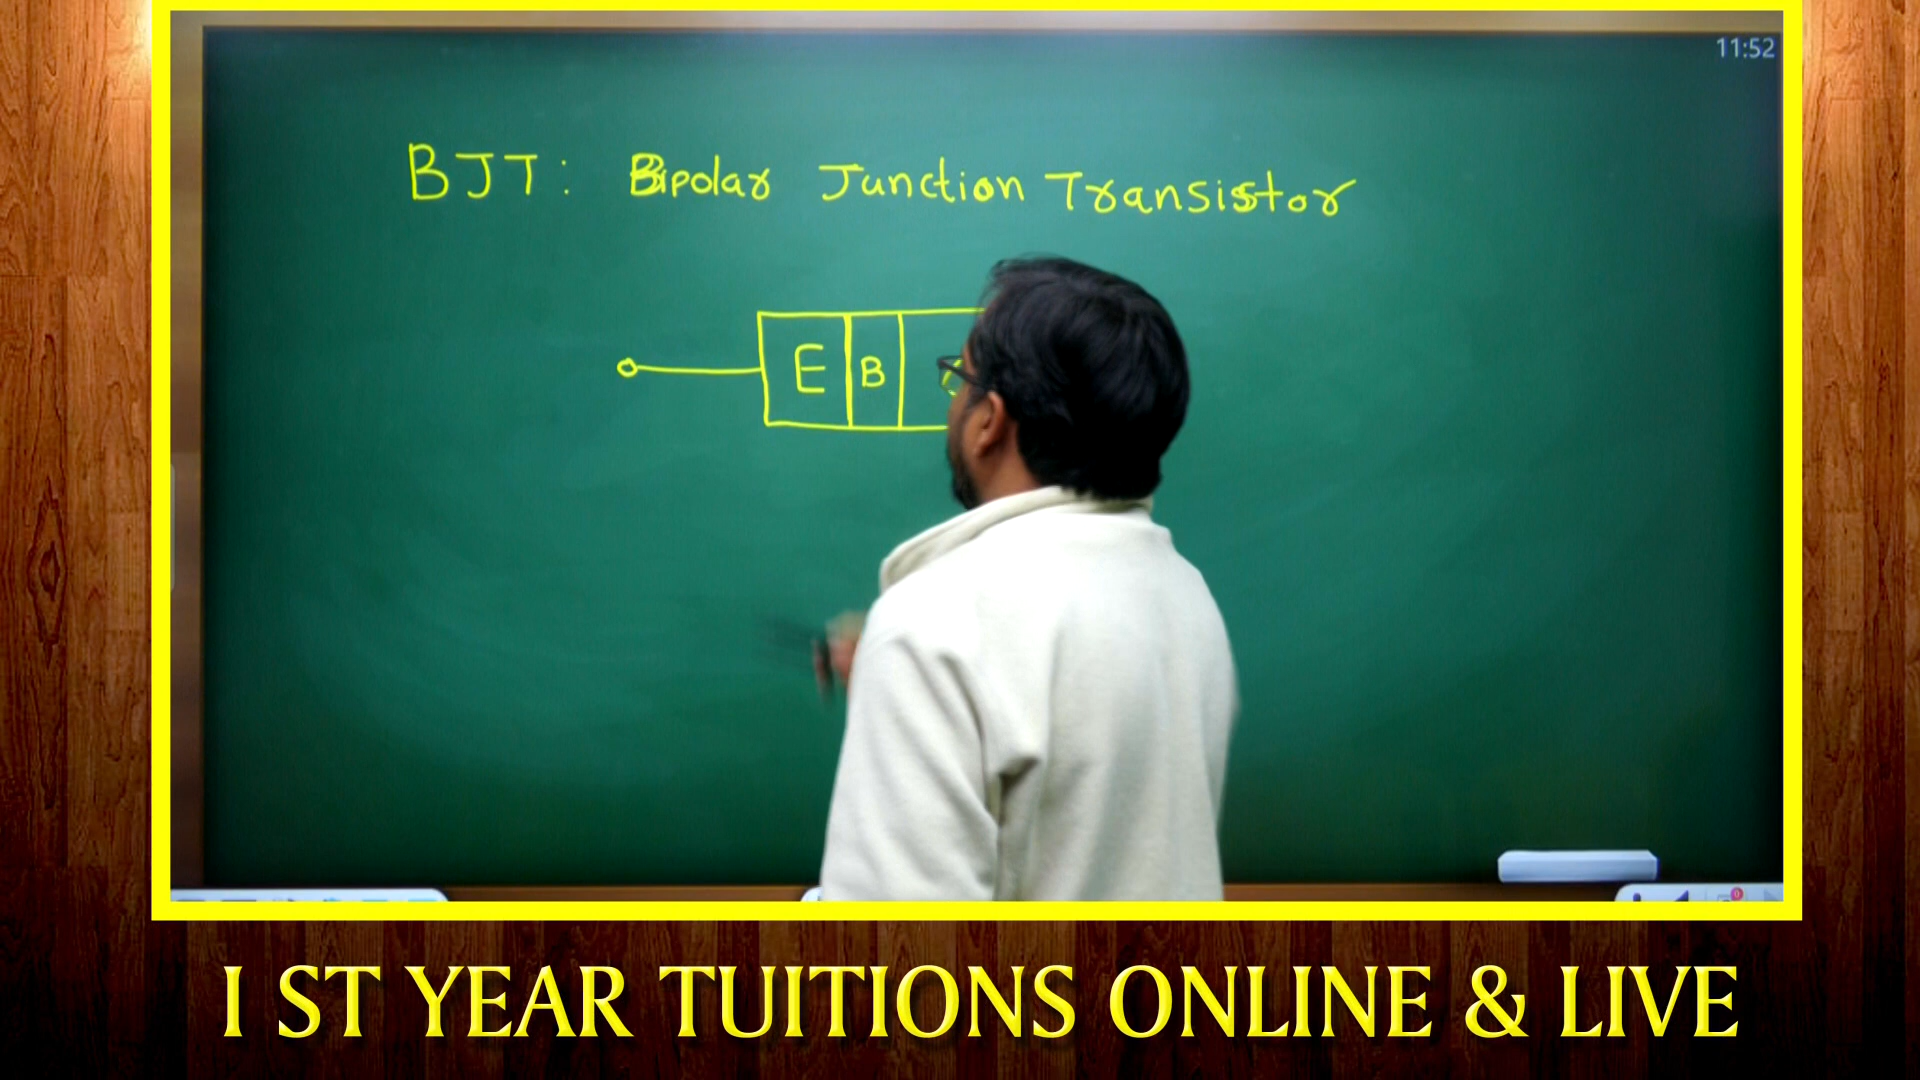 11:52
BJT: Bipolar Junction Transistor
E B
I ST YEAR TUITIONS ONLINE & LIVE